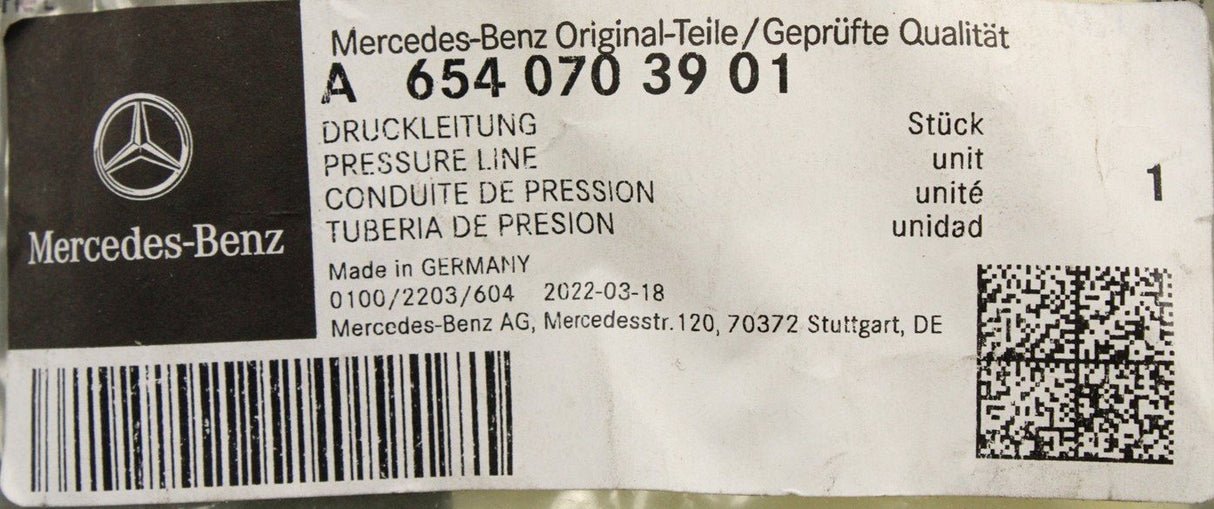 Mercedes-Benz Original-Teile/Geprüfte Qualität
A 654 070 39 01
DRUCKLEITUNG Stück
PRESSURE LINE unit
CONDUITE DE PRESSION unité
TUBERIA DE PRESION unidad
1
Mercedes-Benz
Made in GERMANY
0100/2203/604 2022-03-18
Mercedes-Benz AG, Mercedesstr.120, 70372 Stuttgart, DE